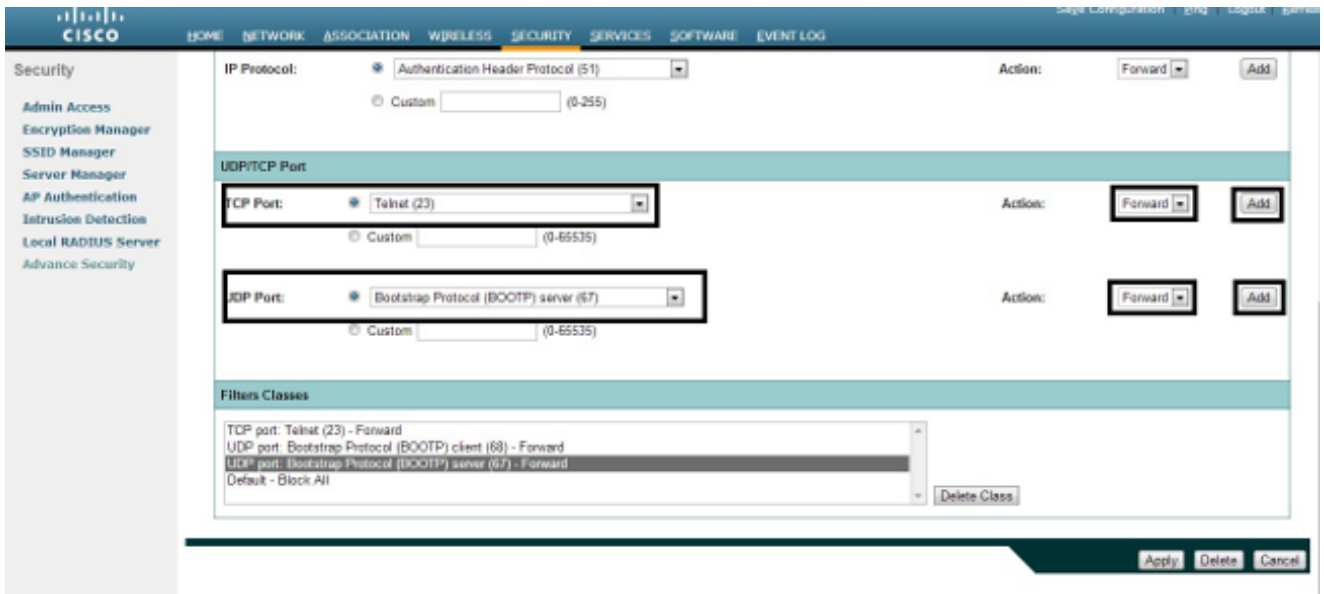 Save Configuration Ping Logout
CISCO
HOME NETWORK ASSOCIATION WIRELESS SECURITY SERVICES SOFTWARE EVENT LOG
Security
Admin Access
Encryption Manager
SSID Manager
Server Manager
AP Authentication
Intrusion Detection
Local RADIUS Server
Advance Security
IP Protocol: Authentication Header Protocol (51) Action: Forward Add
Custom (0-255)
UDP/TCP Port
TCP Port: Telnet (23) Action: Forward Add
Custom (0-65535)
UDP Port: Bootstrap Protocol (BOOTP) server (67) Action: Forward Add
Custom (0-65535)
Filters Classes
TCP port: Telnet (23) - Forward
UDP port: Bootstrap Protocol (BOOTP) client (68) - Forward
UDP port: Bootstrap Protocol (BOOTP) server (67) - Forward
Default - Block All
Delete Class
Apply Delete Cancel